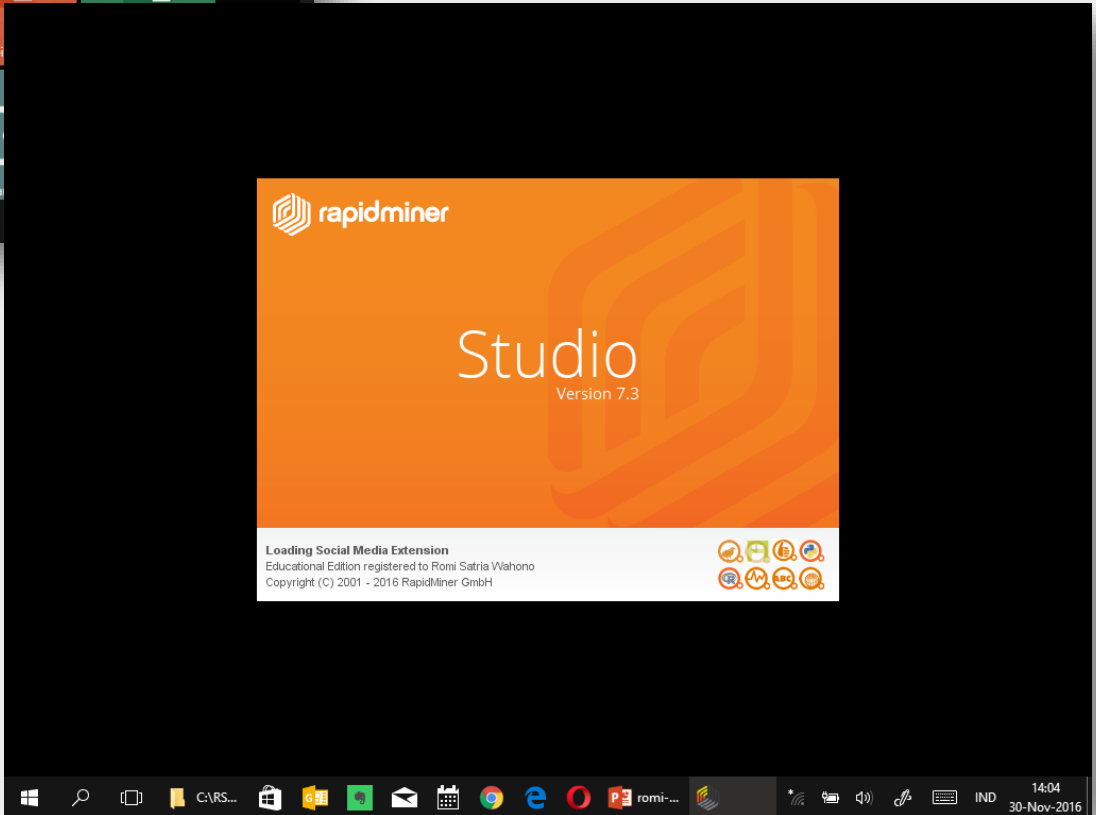 rapidminer
Studio
Version 7.3
Loading Social Media Extension
Educational Edition registered to Romi Satria Wahono
Copyright (C) 2001 - 2016 RapidMiner GmbH
R
ABC
C:\RS...
G
P
romi-...
IND
14:04
30-Nov-2016